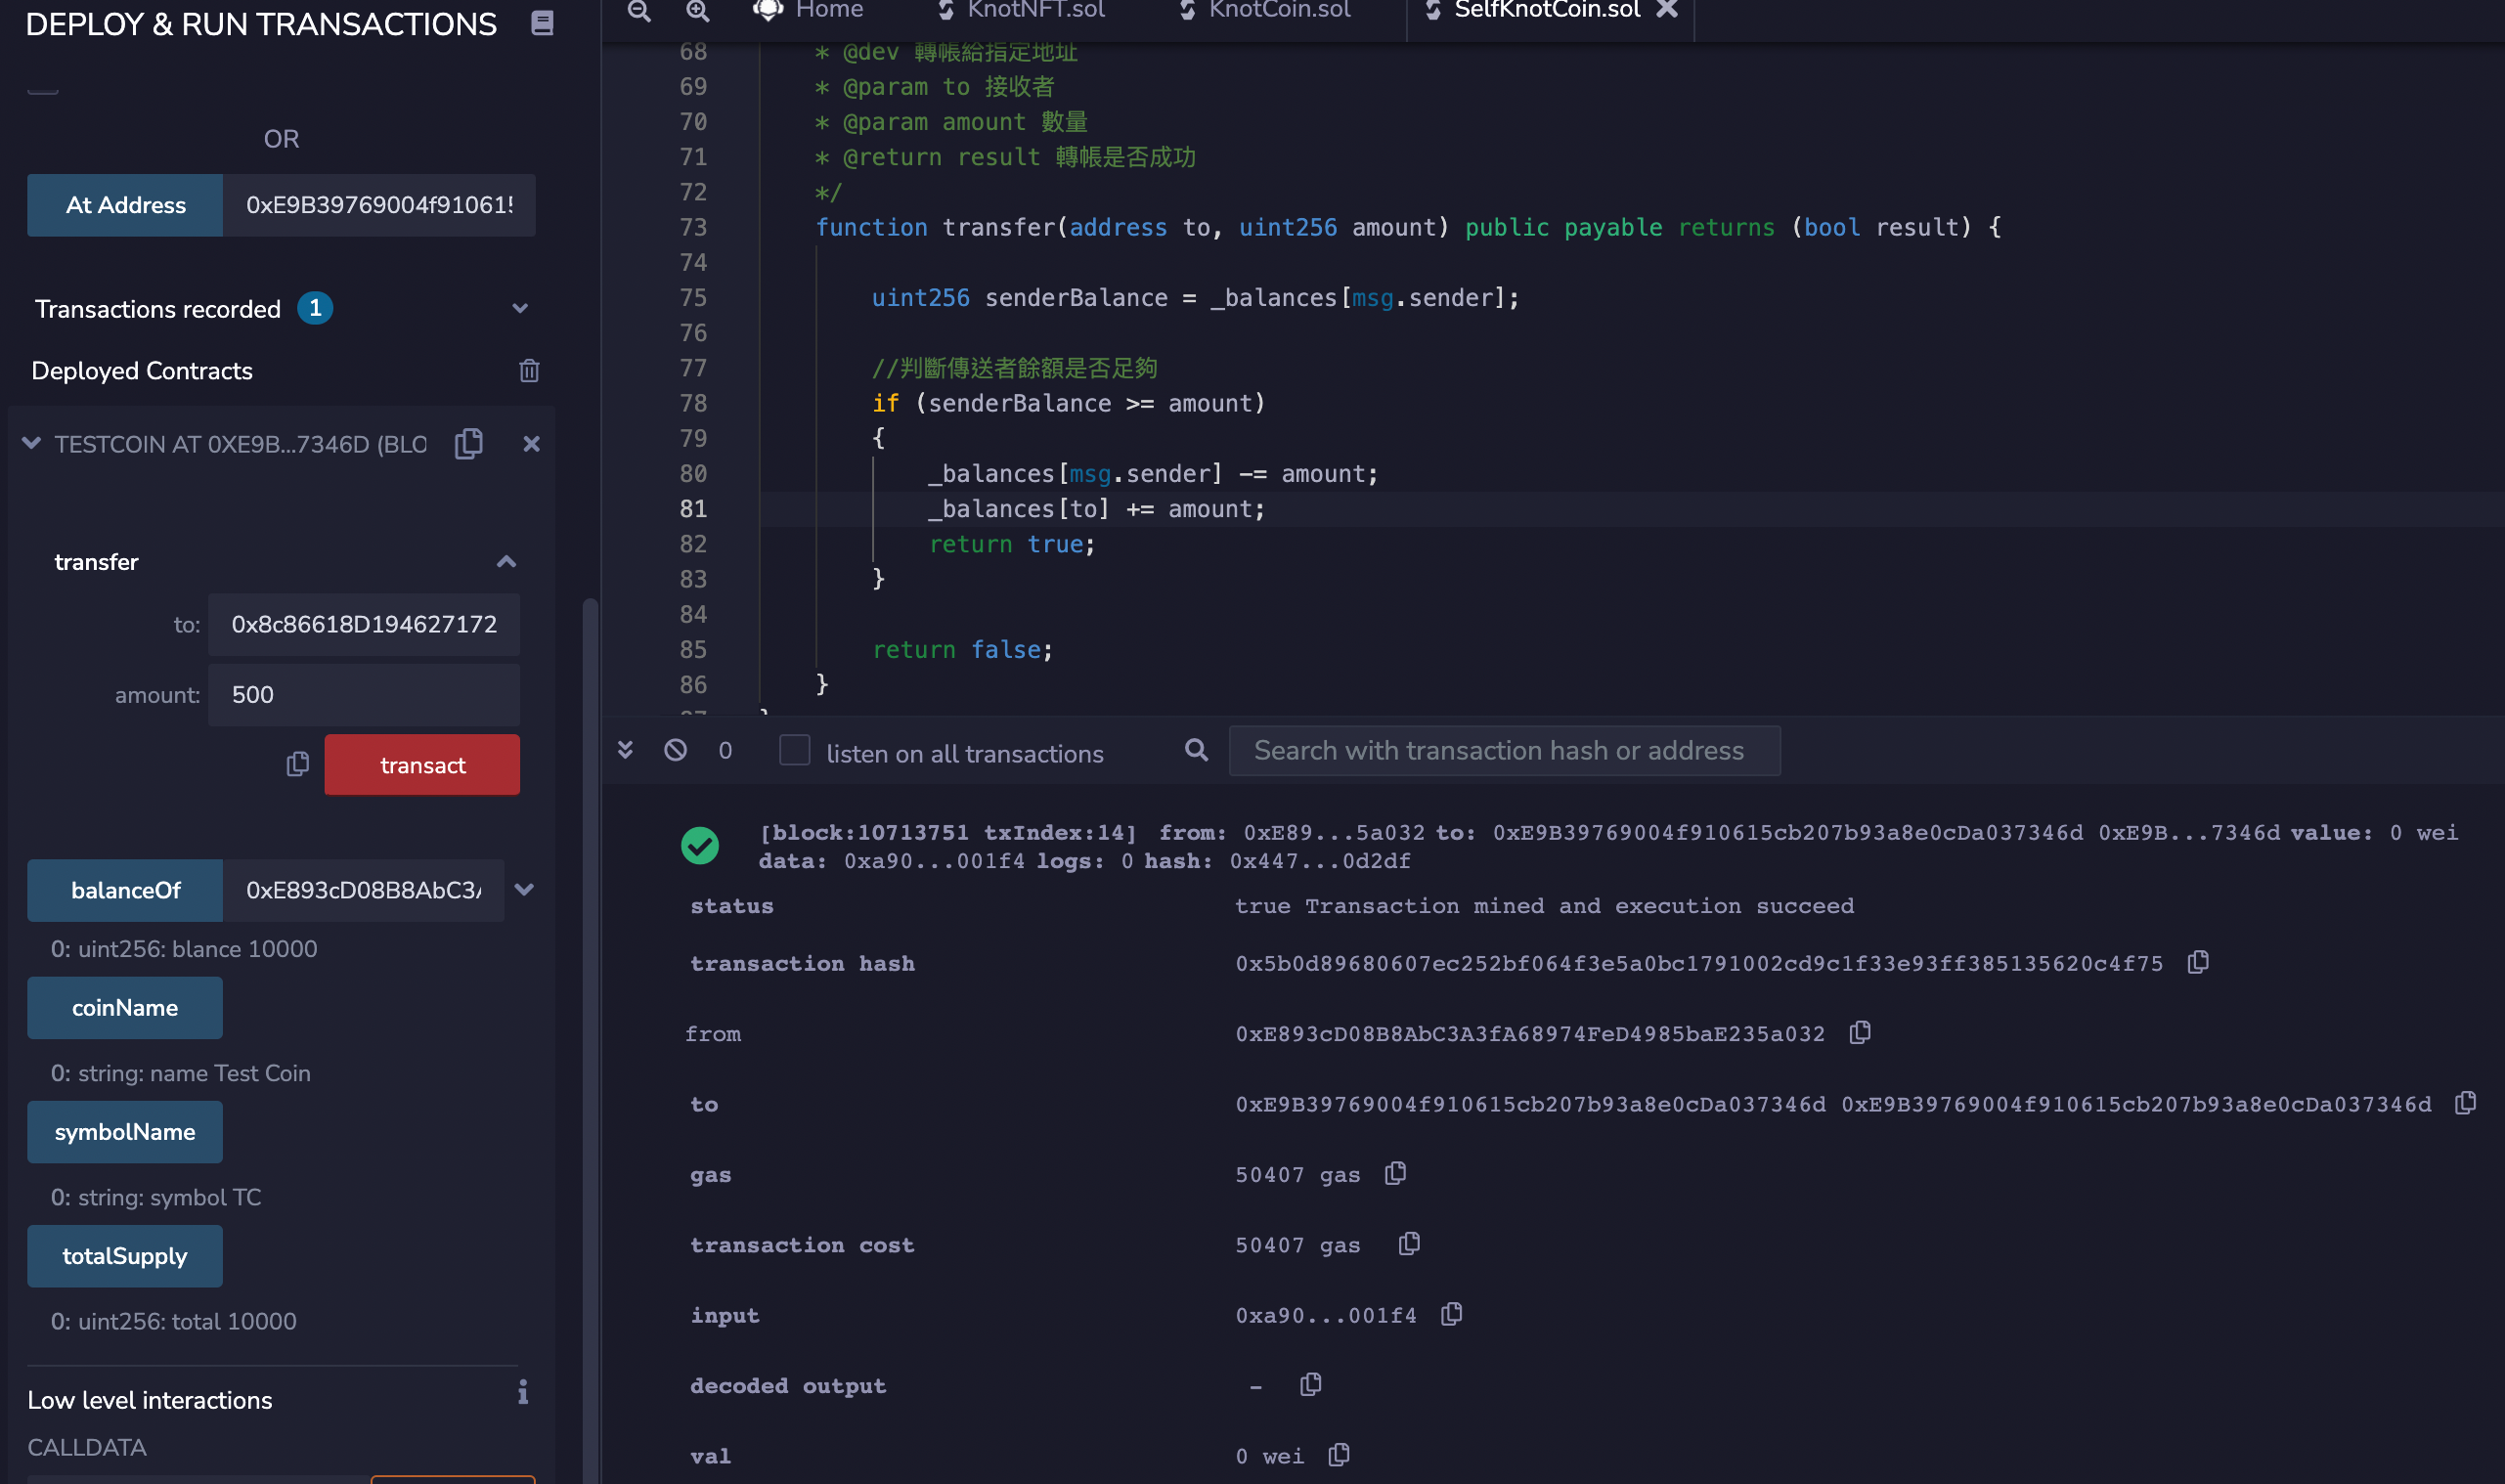 DEPLOY & RUN TRANSACTIONS
OR
At Address 0xE9B39769004f910615
Transactions recorded 1
Deployed Contracts
TESTCOIN AT 0XE9B...7346D (BLO
transfer
to: 0x8c86618D194627172
amount: 500
transact
balanceOf 0xE893cD08B8AbC3A
0: uint256: blance 10000
coinName
0: string: name Test Coin
symbolName
0: string: symbol TC
totalSupply
0: uint256: total 10000
Low level interactions
CALLDATA
Home KnotNFT.sol KnotCoin.sol SelfKnotCoin.sol
68 * @dev 轉帳給指定地址
69 * @param to 接收者
70 * @param amount 數量
71 * @return result 轉帳是否成功
72 */
73 function transfer(address to, uint256 amount) public payable returns (bool result) {
74
75 uint256 senderBalance = _balances[msg.sender];
76
77 //判斷傳送者餘額是否足夠
78 if (senderBalance >= amount)
79 {
80 _balances[msg.sender] -= amount;
81 _balances[to] += amount;
82 return true;
83 }
84
85 return false;
86 }
0 listen on all transactions Search with transaction hash or address
[block:10713751 txIndex:14] from: 0xE89...5a032 to: 0xE9B39769004f910615cb207b93a8e0cDa037346d 0xE9B...7346d value: 0 wei
data: 0xa90...001f4 logs: 0 hash: 0x447...0d2df
status true Transaction mined and execution succeed
transaction hash 0x5b0d89680607ec252bf064f3e5a0bc1791002cd9c1f33e93ff385135620c4f75
from 0xE893cD08B8AbC3A3fA68974FeD4985baE235a032
to 0xE9B39769004f910615cb207b93a8e0cDa037346d 0xE9B39769004f910615cb207b93a8e0cDa037346d
gas 50407 gas
transaction cost 50407 gas
input 0xa90...001f4
decoded output -
val 0 wei